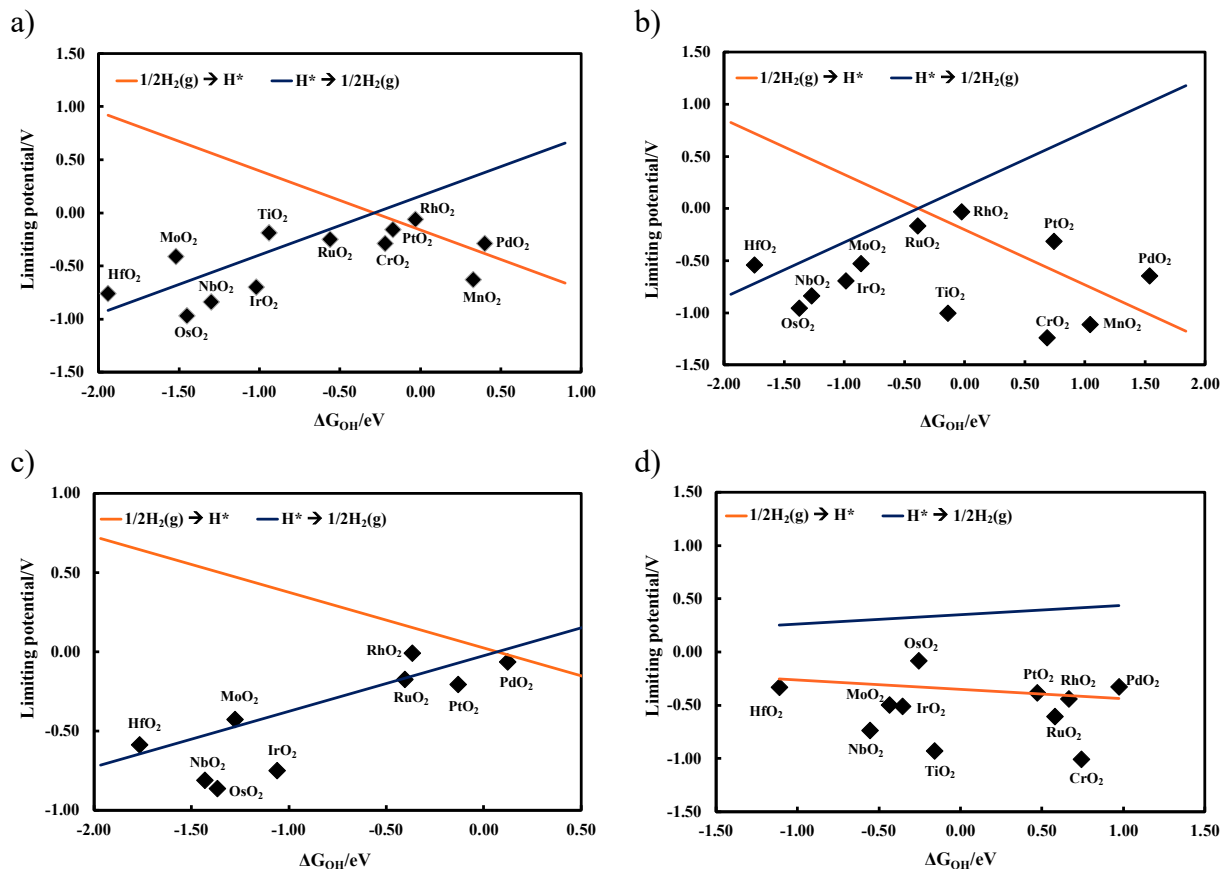 a)
1/2H₂(g) → H* H* → 1/2H₂(g)
Limiting potential/V
1.50
1.00
0.50
0.00
-0.50
-1.00
-1.50
HfO₂
MoO₂
TiO₂
OsO₂
NbO₂
IrO₂
RuO₂
CrO₂
PtO₂
RhO₂
PdO₂
MnO₂
-2.00 -1.50 -1.00 -0.50 0.00 0.50 1.00
ΔG_OH/eV
b)
1/2H₂(g) → H* H* → 1/2H₂(g)
Limiting potential/V
1.50
1.00
0.50
0.00
-0.50
-1.00
-1.50
HfO₂
NbO₂
OsO₂
MoO₂
IrO₂
RuO₂
RhO₂
TiO₂
PtO₂
PdO₂
CrO₂
MnO₂
-2.00 -1.50 -1.00 -0.50 0.00 0.50 1.00 1.50 2.00
ΔG_OH/eV
c)
1/2H₂(g) → H* H* → 1/2H₂(g)
Limiting potential/V
1.00
0.50
0.00
-0.50
-1.00
HfO₂
MoO₂
NbO₂
OsO₂
IrO₂
RhO₂
RuO₂
PtO₂
PdO₂
-2.00 -1.50 -1.00 -0.50 0.00 0.50
ΔG_OH/eV
d)
1/2H₂(g) → H* H* → 1/2H₂(g)
Limiting potential/V
1.50
1.00
0.50
0.00
-0.50
-1.00
-1.50
HfO₂
OsO₂
MoO₂
IrO₂
NbO₂
TiO₂
PtO₂
RhO₂
PdO₂
RuO₂
CrO₂
-1.50 -1.00 -0.50 0.00 0.50 1.00 1.50
ΔG_OH/eV